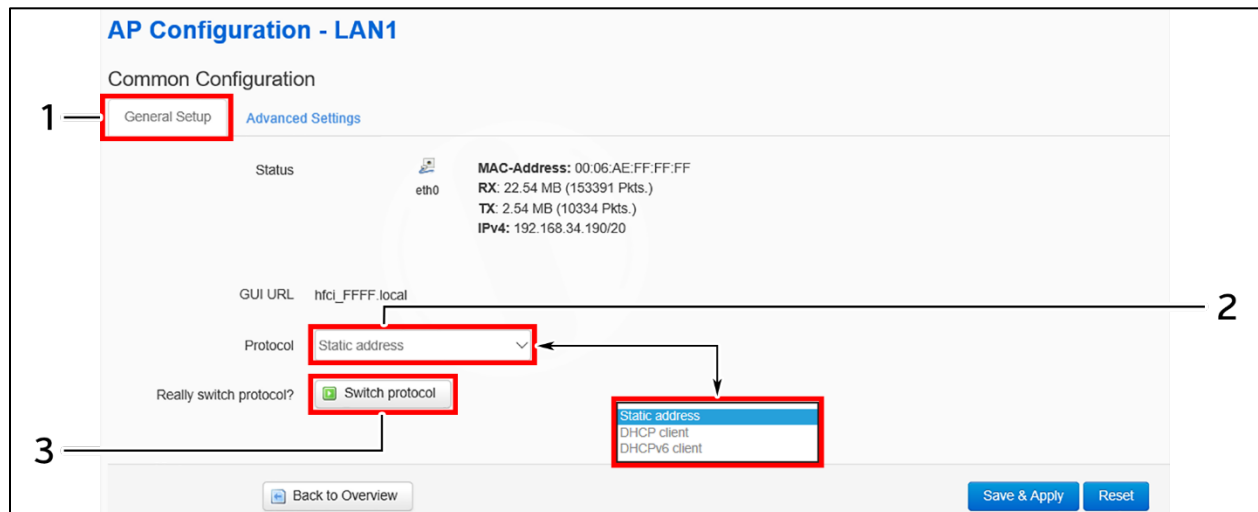 AP Configuration - LAN1
Common Configuration
1
General Setup
Advanced Settings
Status
eth0
MAC-Address: 00:06:AE:FF:FF:FF
RX: 22.54 MB (153391 Pkts.)
TX: 2.54 MB (10334 Pkts.)
IPv4: 192.168.34.190/20
GUI URL
hfci_FFFF.local
2
Protocol
Static address
Really switch protocol?
Switch protocol
Static address
DHCP client
DHCPv6 client
3
Back to Overview
Save & Apply
Reset